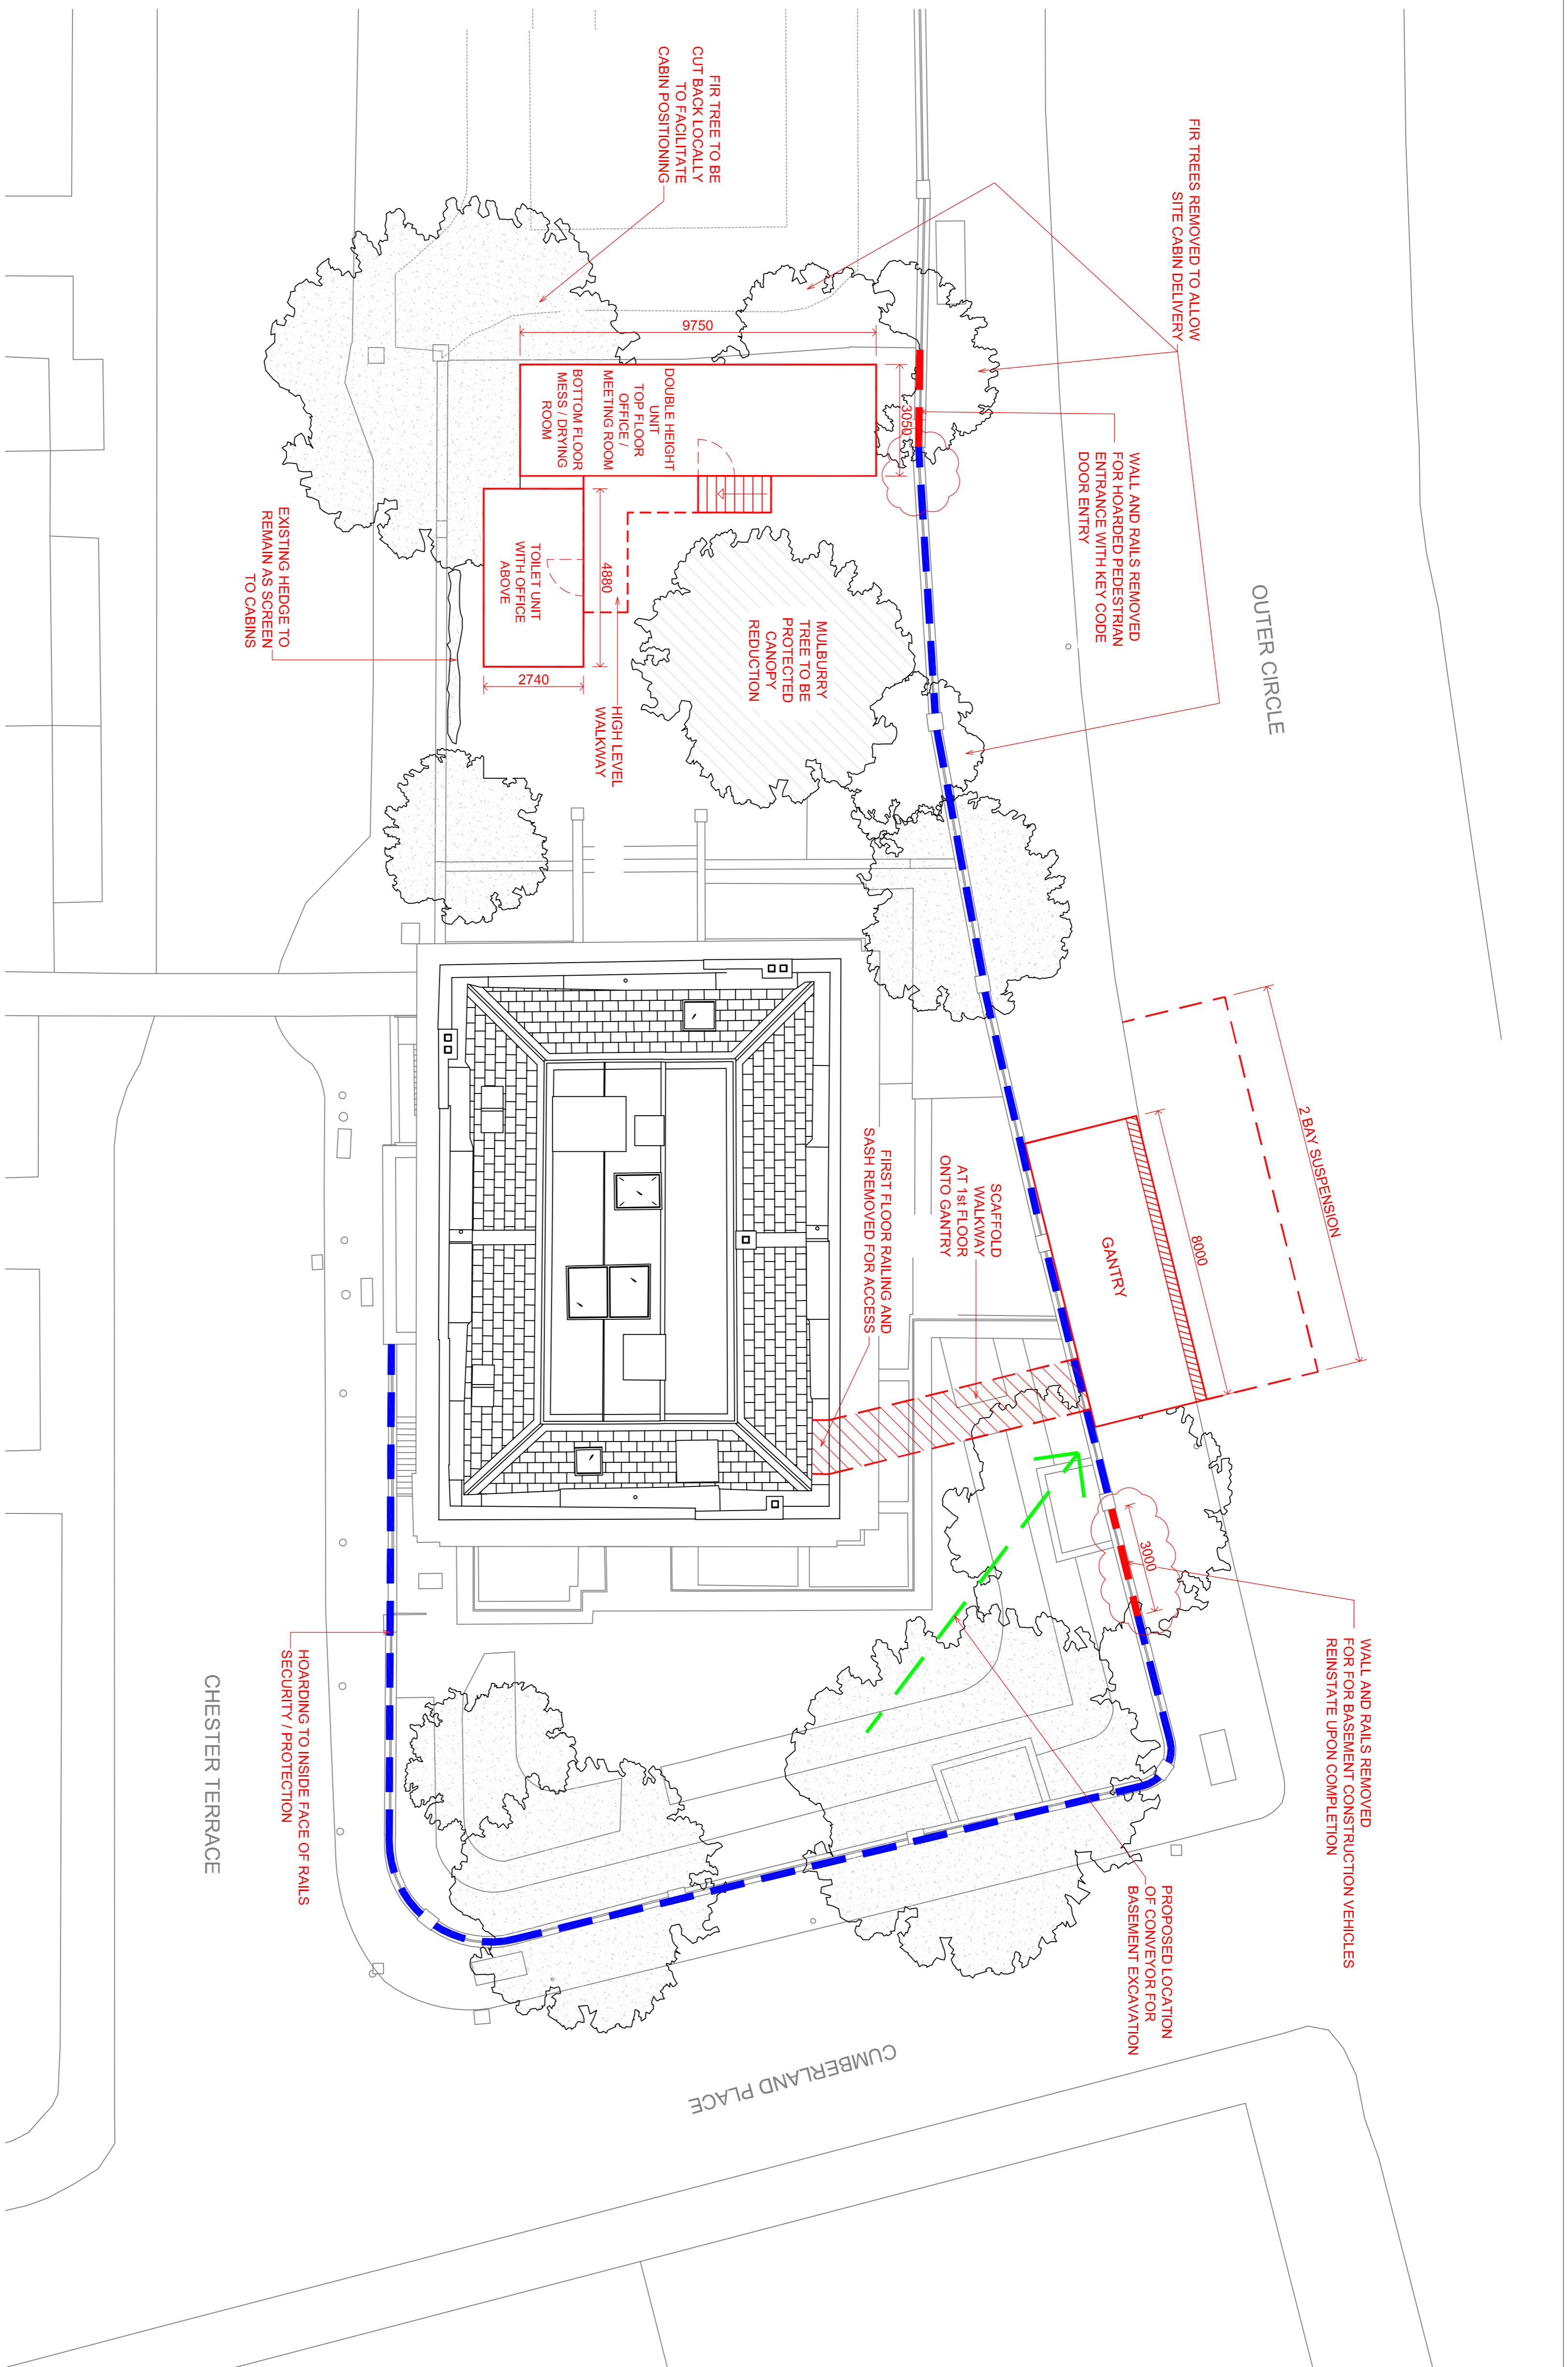 FIR TREES REMOVED TO ALLOW
SITE CABIN DELIVERY
FIR TREE TO BE
CUT BACK LOCALLY
TO FACILITATE
CABIN POSITIONING
WALL AND RAILS REMOVED
FOR HOARDED PEDESTRIAN
ENTRANCE WITH KEY CODE
DOOR ENTRY
OUTER CIRCLE
9750
3050
DOUBLE HEIGHT
UNIT
TOP FLOOR
OFFICE /
MEETING ROOM
BOTTOM FLOOR
MESS / DRYING
ROOM
4880
TOILET UNIT
WITH OFFICE
ABOVE
2740
EXISTING HEDGE TO
REMAIN AS SCREEN
TO CABINS
MULBURRY
TREE TO BE
PROTECTED
CANOPY
REDUCTION
HIGH LEVEL
WALKWAY
2 BAY SUSPENSION
8000
GANTRY
SCAFFOLD
WALKWAY
AT 1st FLOOR
ONTO GANTRY
FIRST FLOOR RAILING AND
SASH REMOVED FOR ACCESS
3000
WALL AND RAILS REMOVED
FOR FOR BASEMENT CONSTRUCTION VEHICLES
REINSTATE UPON COMPLETION
PROPOSED LOCATION
OF CONVEYOR FOR
BASEMENT EXCAVATION
HOARDING TO INSIDE FACE OF RAILS
SECURITY / PROTECTION
CHESTER TERRACE
CUMBERLAND PLACE